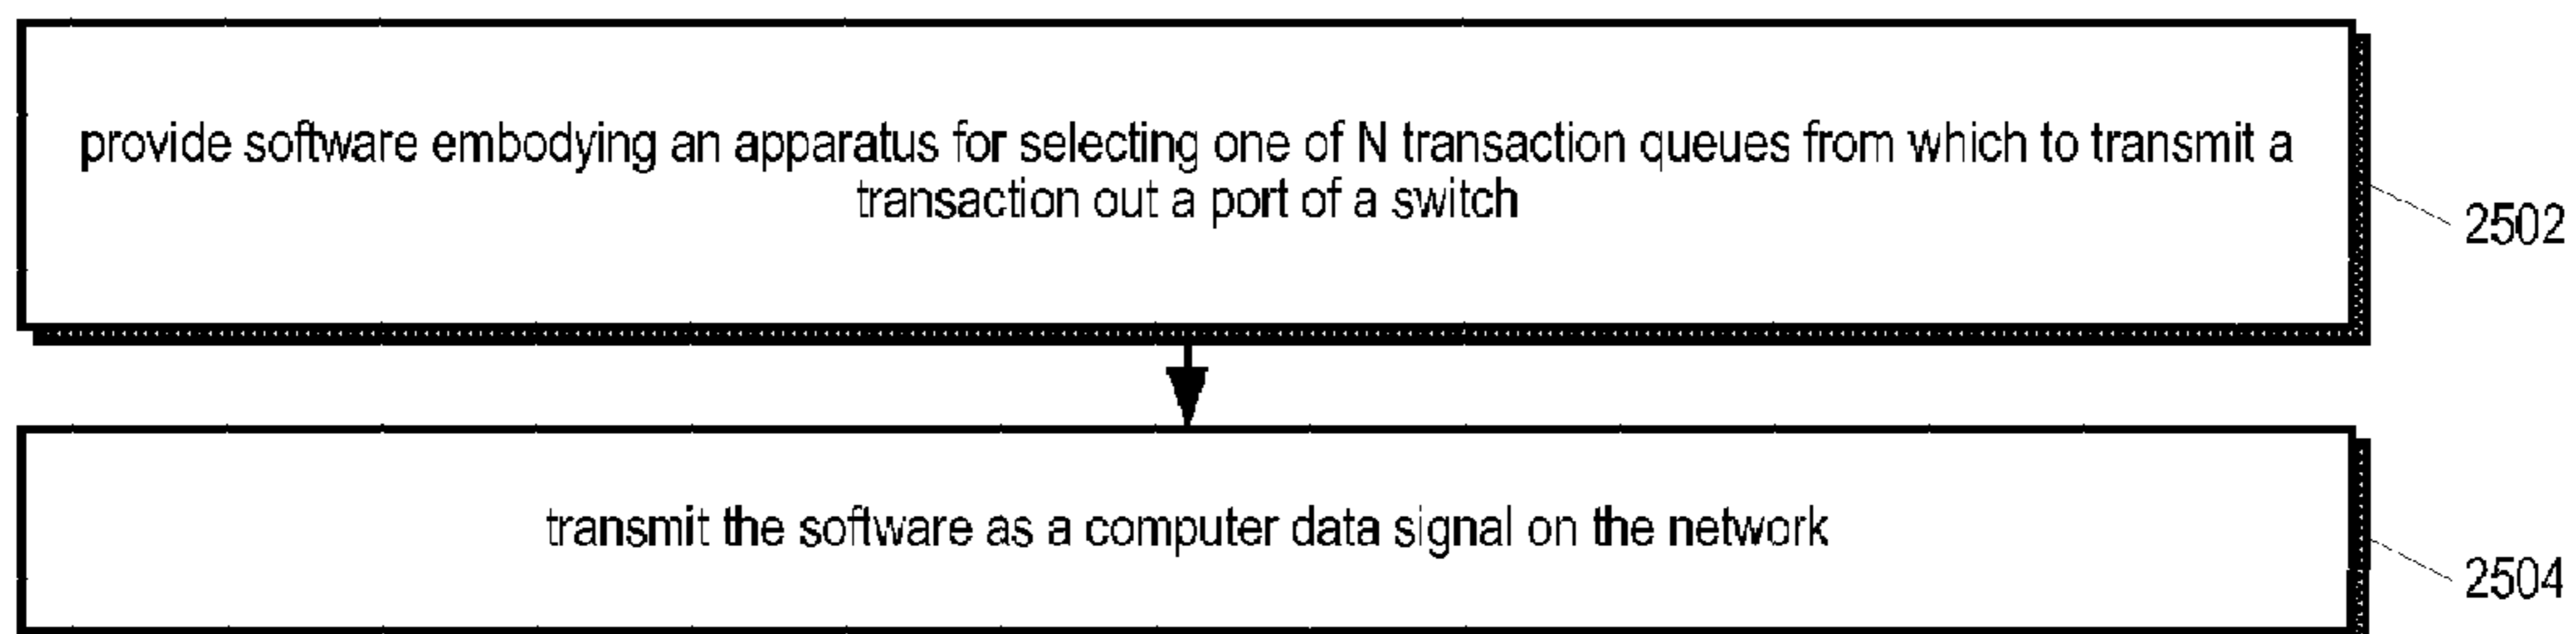 provide software embodying an apparatus for selecting one of N transaction queues from which to transmit a
transaction out a port of a switch
2502
transmit the software as a computer data signal on the network
2504